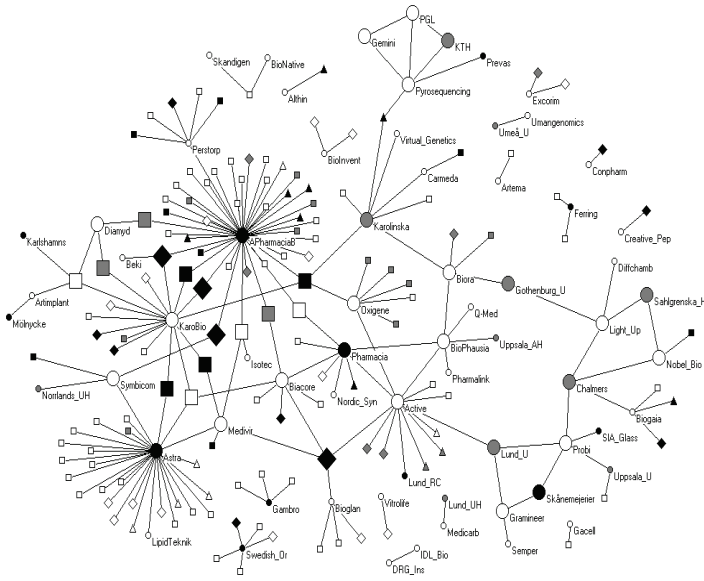 PGL
Gemini
KTH
Skandigen
BioNative
Prevas
Althin
Pyrosequencing
Excorim
Umangenomics
Umeå_U
Perstorp
Virtual_Genetics
BioInvent
Carmeda
Conpharm
Artema
Diamyd
Karolinska
Ferring
Karlshamns
APharmaciaB
Creative_Pep
Beki
Biora
Diffchamb
Gothenburg_U
Artimplant
Sahlgrenska_H
Oxigene
Q-Med
Mölnycke
KaroBio
Light_Up
BioPhausia
Uppsala_AH
Isotec
Pharmacia
Nobel_Bio
Symbicom
Biacore
Pharmalink
Norrlands_UH
Nordic_Syn
Chalmers
Active
Biogaia
Medivir
SIA_Glass
Lund_U
Probi
Astra
Lund_RC
Uppsala_U
Skånemejerier
Gambro
Bioglan
Vitrolife
Lund_UH
Gramineer
LipidTeknik
Medicarb
Gacell
Swedish_Or
IDL_Bio
Semper
DRG_Ins